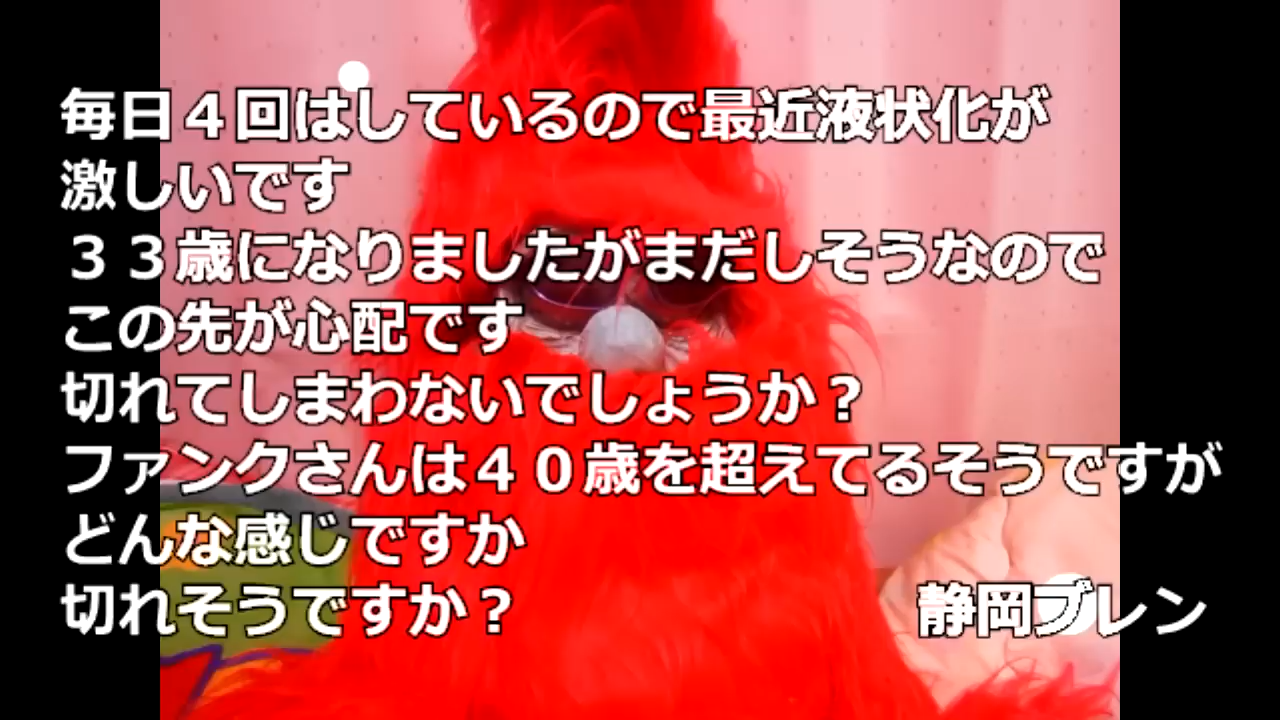 毎日４回はしているので最近液状化が
激しいです
３３歳になりましたがまだしそうなので
この先が心配です
切れてしまわないでしょうか？
ファンクさんは４０歳を超えてるそうですが
どんな感じですか
切れそうですか？
静岡ブレン